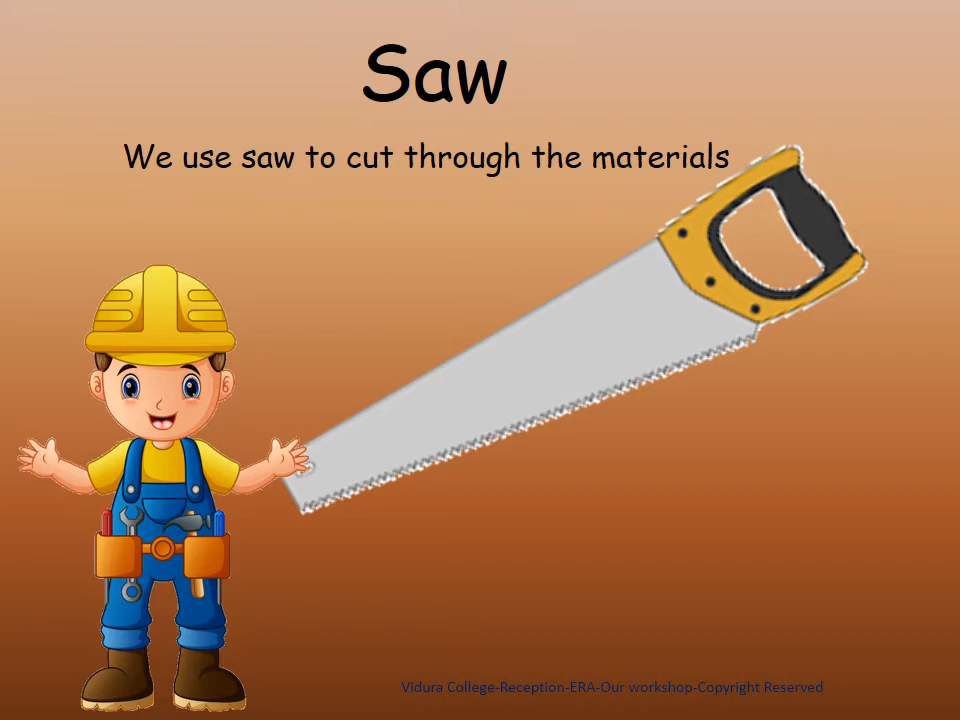 Saw
We use saw to cut through the materials
Vidura College-Reception-ERA-Our workshop-Copyright Reserved